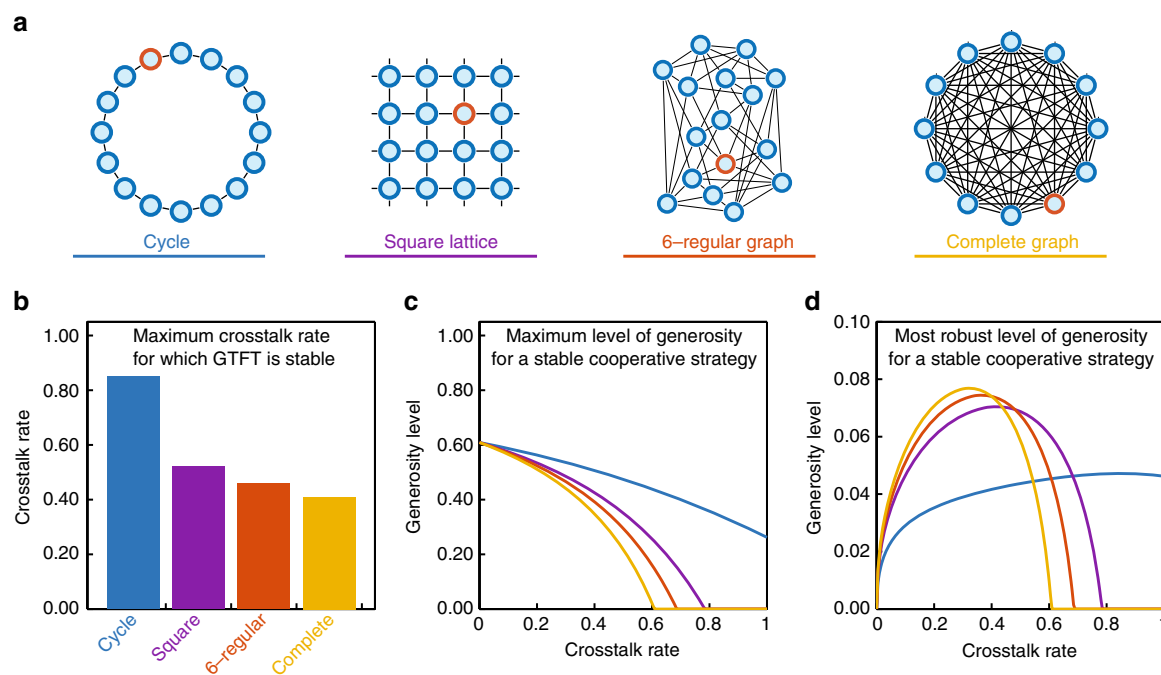 a
Cycle
Square lattice
6–regular graph
Complete graph
b
Maximum crosstalk rate
for which GTFT is stable
Crosstalk rate
1.00
0.80
0.60
0.40
0.20
0.00
Cycle
Square
6–regular
Complete
c
Maximum level of generosity
for a stable cooperative strategy
Generosity level
1.00
0.80
0.60
0.40
0.20
0.00
0
0.2
0.4
0.6
0.8
1
Crosstalk rate
d
Most robust level of generosity
for a stable cooperative strategy
Generosity level
0.10
0.08
0.06
0.04
0.02
0.00
0
0.2
0.4
0.6
0.8
1
Crosstalk rate